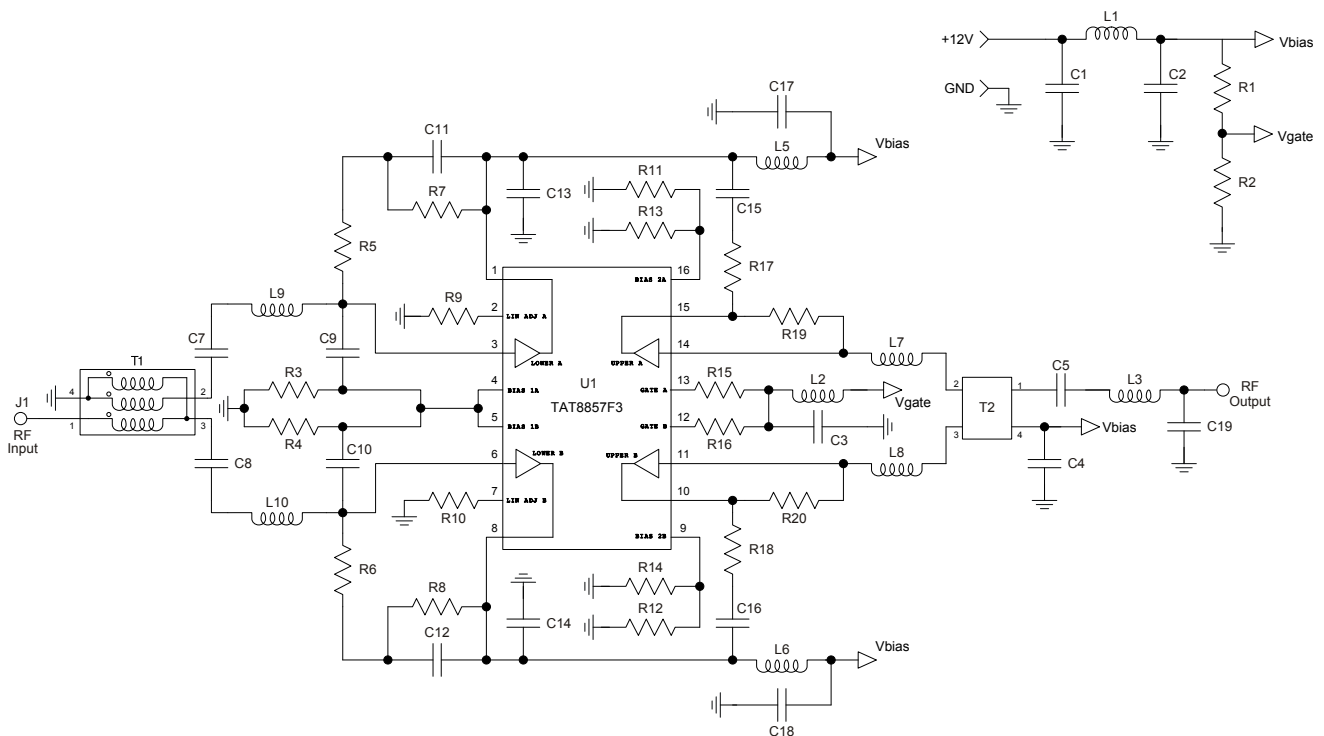 L1
+12V
Vbias
C1
C2
R1
GND
Vgate
R2
C17
C11
L5
Vbias
R7
C13
R11
R13
C15
R5
R17
1
16
BIAS 2A
L9
R9
2
LIN ADJ A
15
R19
C7
C9
3
LOWER A
14
UPPER A
L7
T1
4
2
R3
4
BIAS 1A
U1
TAT8857F3
GATE A
13
R15
L2
Vgate
2
1
C5
L3
RF
Output
T2
J1
RF
Input
1
3
R4
5
BIAS 1B
GATE B
12
R16
C3
3
4
Vbias
C19
C8
C10
6
LOWER B
UPPER B
11
L8
C4
L10
R10
7
LIN ADJ B
10
R20
8
BIAS 2B
9
R18
R6
R8
R14
C12
C14
R12
C16
L6
Vbias
C18